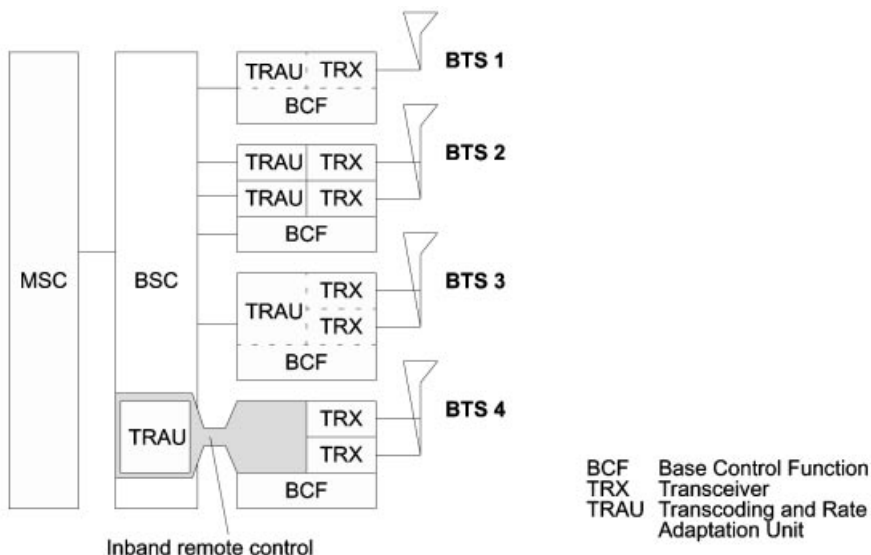 TRAU TRX
BCF
BTS 1
TRAU TRX
TRAU TRX
BCF
BTS 2
MSC
BSC
TRAU
TRX
TRX
BCF
BTS 3
TRAU
TRX
TRX
BCF
BTS 4
Inband remote control
BCF Base Control Function
TRX Transceiver
TRAU Transcoding and Rate
Adaptation Unit